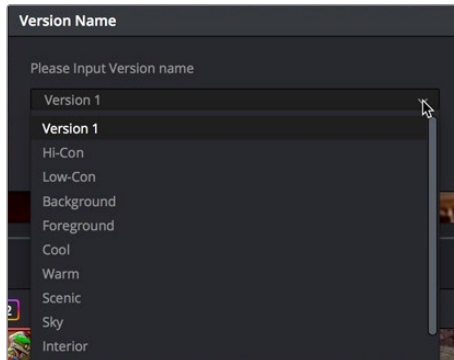 Version Name
Please Input Version name
Version 1
Version 1
Hi-Con
Low-Con
Background
Foreground
Cool
Warm
Scenic
2
Sky
Interior